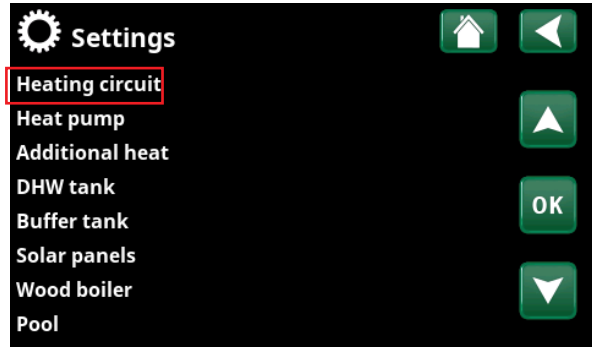 Settings
Heating circuit
Heat pump
Additional heat
DHW tank
OK
Buffer tank
Solar panels
Wood boiler
Pool